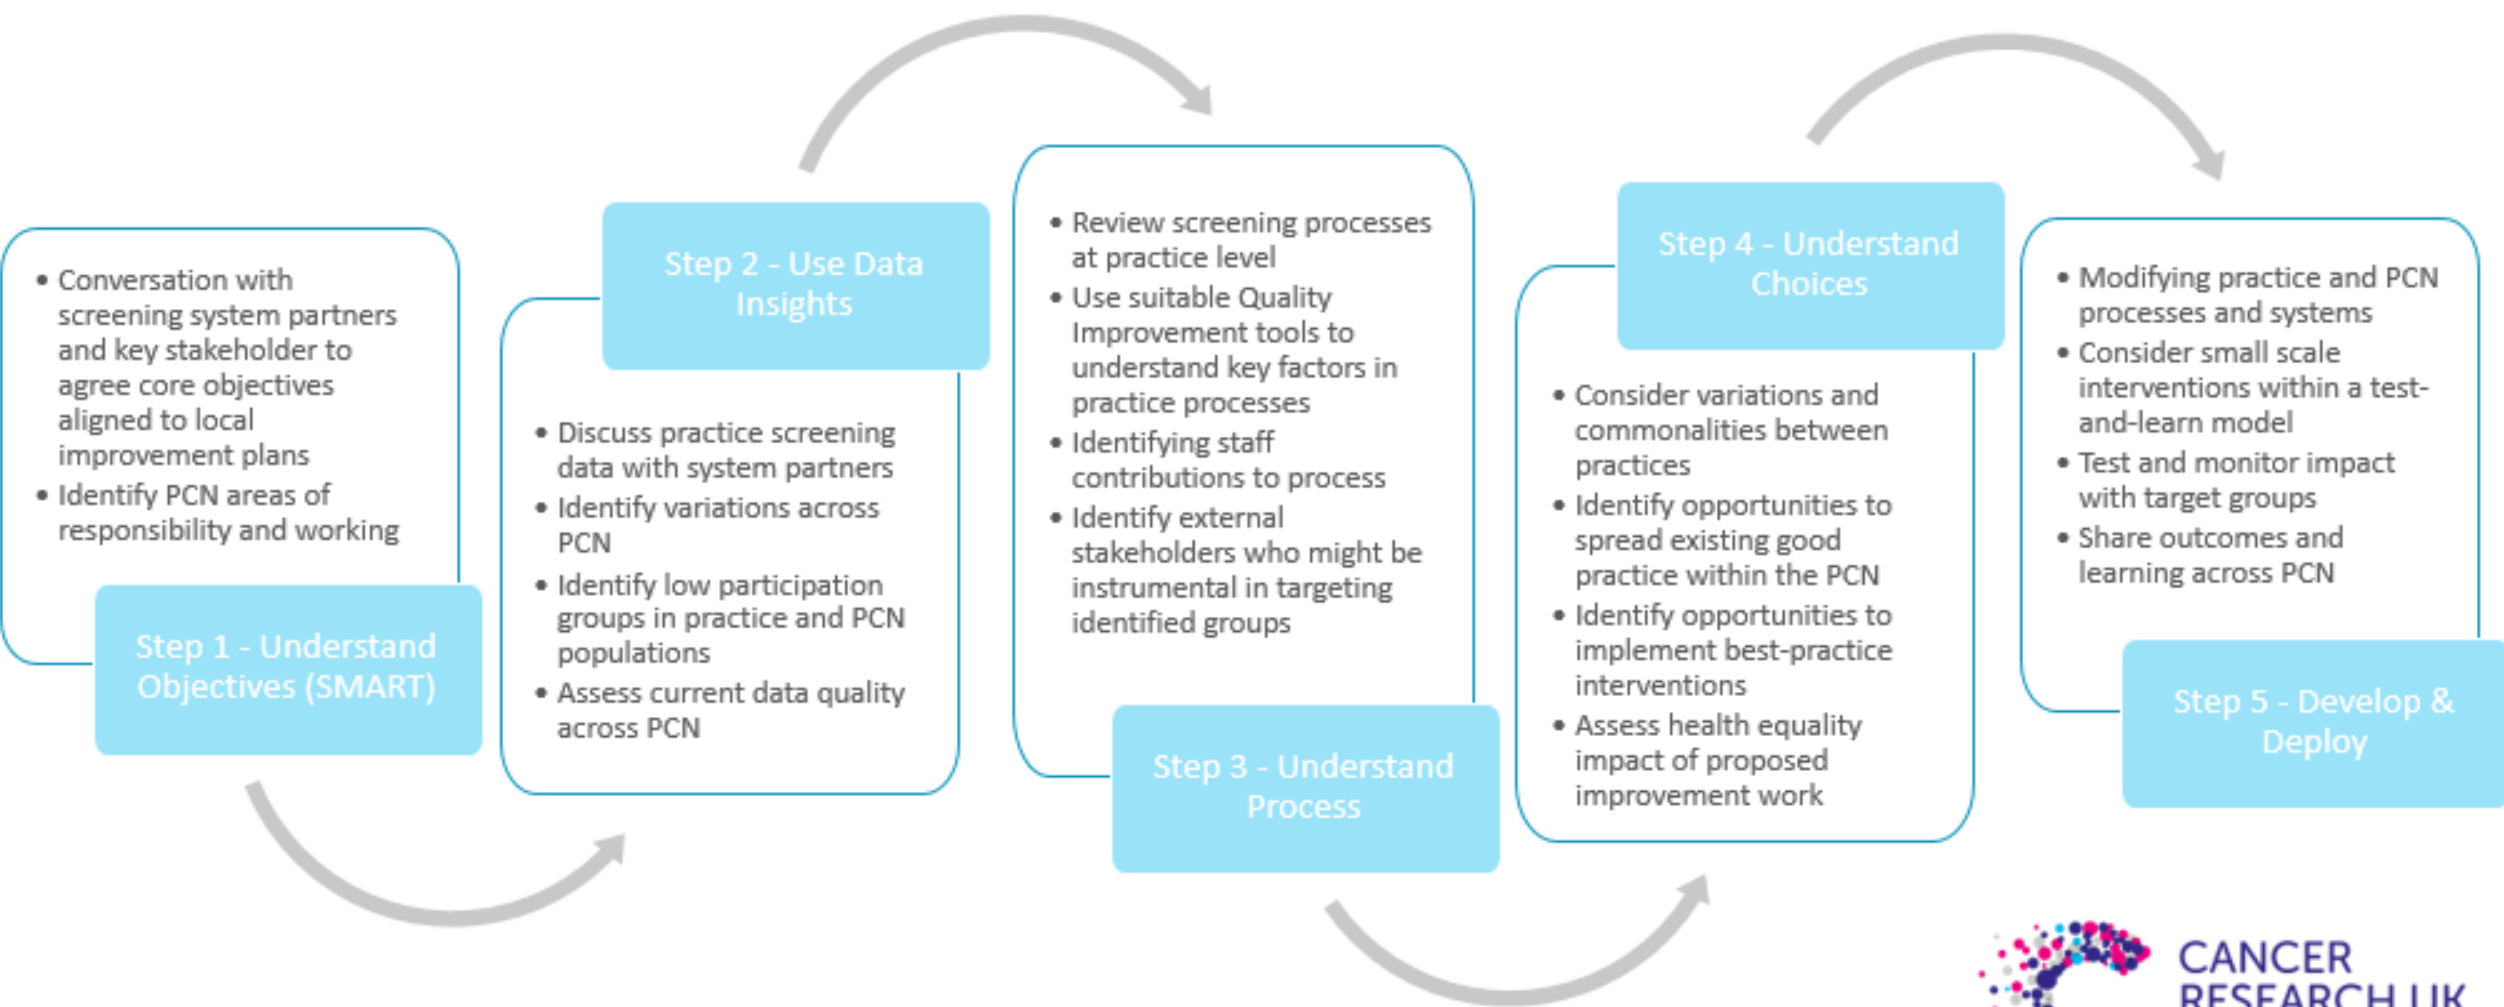 • Conversation with
screening system partners
and key stakeholder to
agree core objectives
aligned to local
improvement plans
• Identify PCN areas of
responsibility and working
Step 1 - Understand
Objectives (SMART)
Step 2 - Use Data
Insights
• Discuss practice screening
data with system partners
• Identify variations across
PCN
• Identify low participation
groups in practice and PCN
populations
• Assess current data quality
across PCN
• Review screening processes
at practice level
• Use suitable Quality
Improvement tools to
understand key factors in
practice processes
• Identifying staff
contributions to process
• Identify external
stakeholders who might be
instrumental in targeting
identified groups
Step 3 - Understand
Process
Step 4 - Understand
Choices
• Consider variations and
commonalities between
practices
• Identify opportunities to
spread existing good
practice within the PCN
• Identify opportunities to
implement best-practice
interventions
• Assess health equality
impact of proposed
improvement work
• Modifying practice and PCN
processes and systems
• Consider small scale
interventions within a test-
and-learn model
• Test and monitor impact
with target groups
• Share outcomes and
learning across PCN
Step 5 - Develop &
Deploy
CANCER
RESEARCH UK